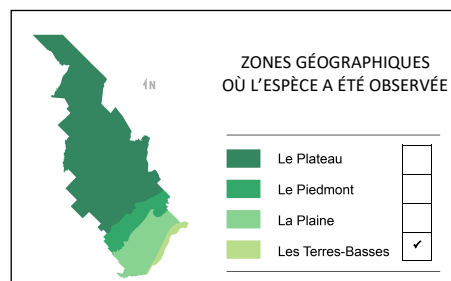 ZONES GÉOGRAPHIQUES
OÙ L'ESPÈCE A ÉTÉ OBSERVÉE
N
Le Plateau
Le Piedmont
La Plaine
Les Terres-Basses ✓